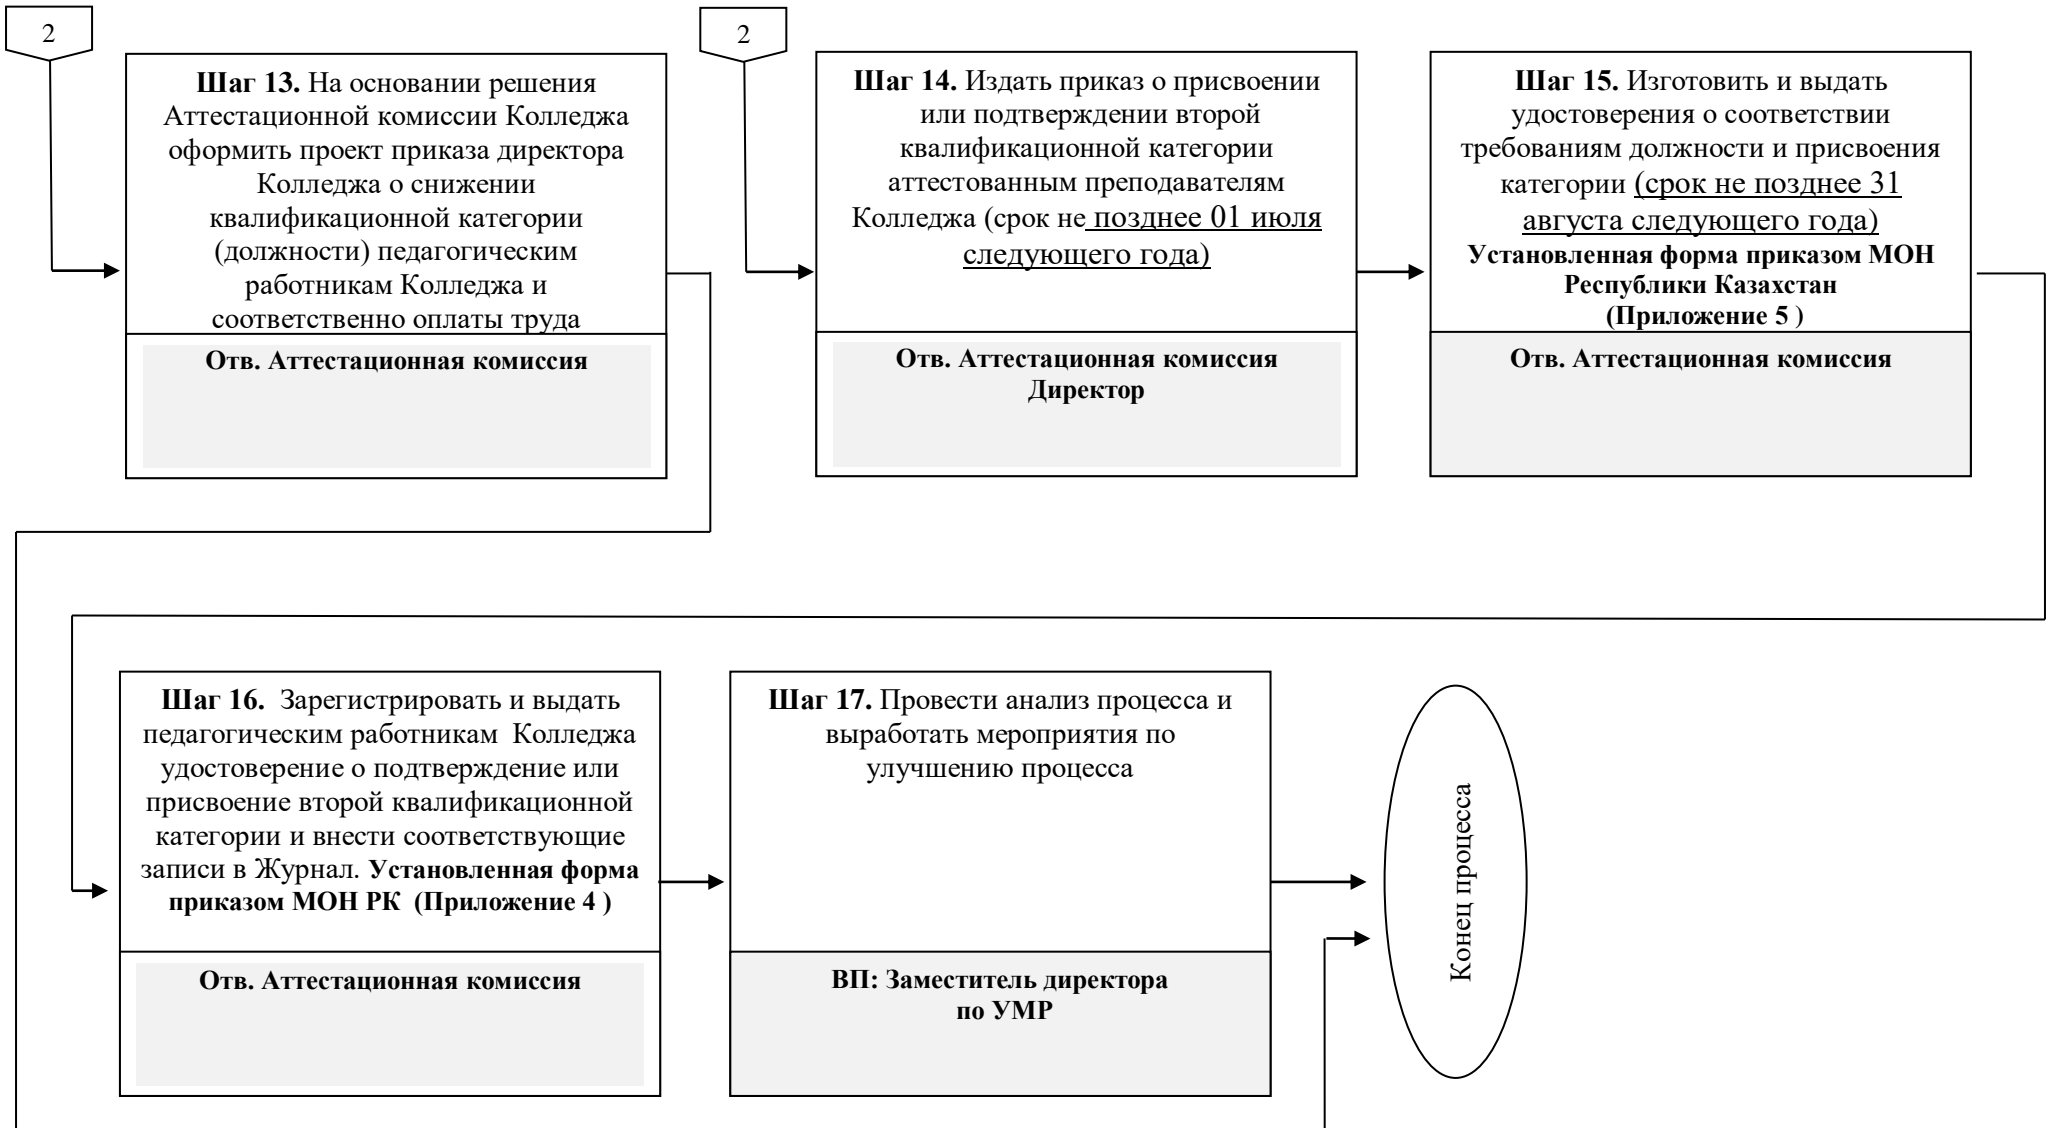 2
Шаг 13. На основании решения
Аттестационной комиссии Колледжа
оформить проект приказа директора
Колледжа о снижении
квалификационной категории
(должности) педагогическим
работникам Колледжа и
соответственно оплаты труда
Отв. Аттестационная комиссия
2
Шаг 14. Издать приказ о присвоении
или подтверждении второй
квалификационной категории
аттестованным преподавателям
Колледжа (срок не позднее 01 июля
следующего года)
Отв. Аттестационная комиссия
Директор
Шаг 15. Изготовить и выдать
удостоверения о соответствии
требованиям должности и присвоения
категории (срок не позднее 31
августа следующего года)
Установленная форма приказом МОН
Республики Казахстан
(Приложение 5 )
Отв. Аттестационная комиссия
Шаг 16. Зарегистрировать и выдать
педагогическим работникам Колледжа
удостоверение о подтверждение или
присвоение второй квалификационной
категории и внести соответствующие
записи в Журнал. Установленная форма
приказом МОН РК (Приложение 4 )
Отв. Аттестационная комиссия
Шаг 17. Провести анализ процесса и
выработать мероприятия по
улучшению процесса
ВП: Заместитель директора
по УМР
Конец процесса